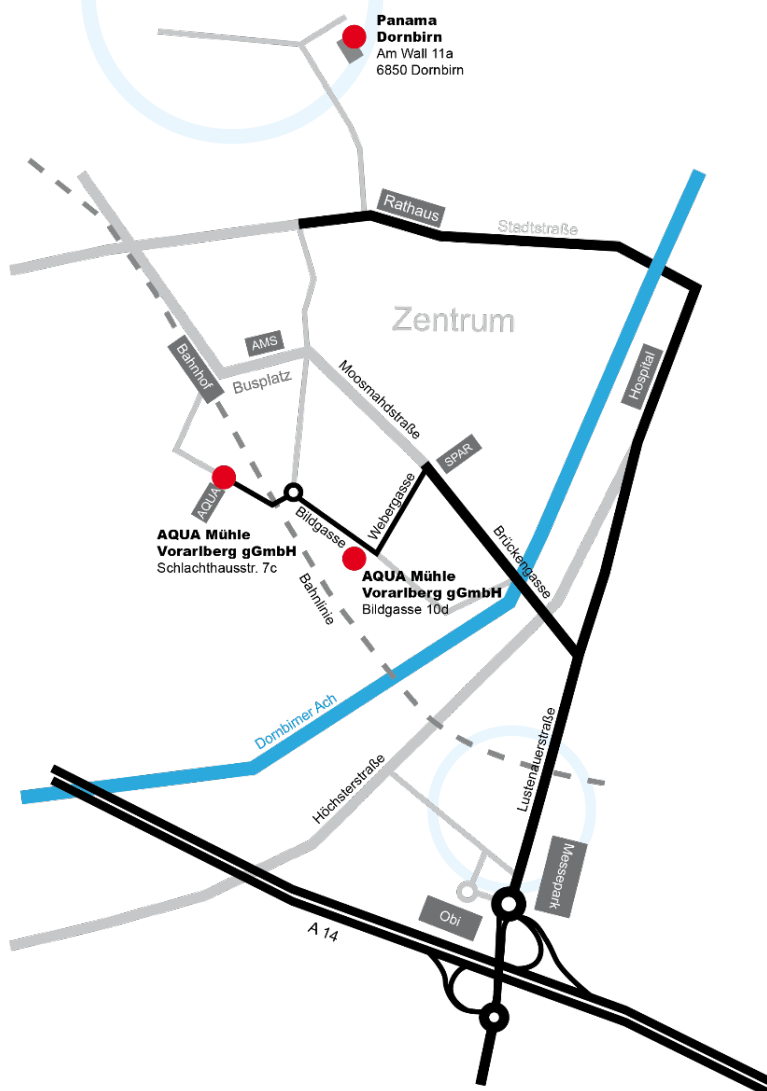 Panama
Dornbirn
Am Wall 11a
6850 Dornbirn
Rathaus
Stadtstraße
Zentrum
AMS
Bahnhof
Busplatz
Moosmahdstraße
Hospital
SPAR
AQUA
Webergasse
Bildgasse
Brückengasse
AQUA Mühle
Vorarlberg gGmbH
Schlachthausstr. 7c
AQUA Mühle
Vorarlberg gGmbH
Bildgasse 10d
Bahnlinie
Dornbirner Ach
Höchsterstraße
Lustenauerstraße
Messepark
Obi
A 14